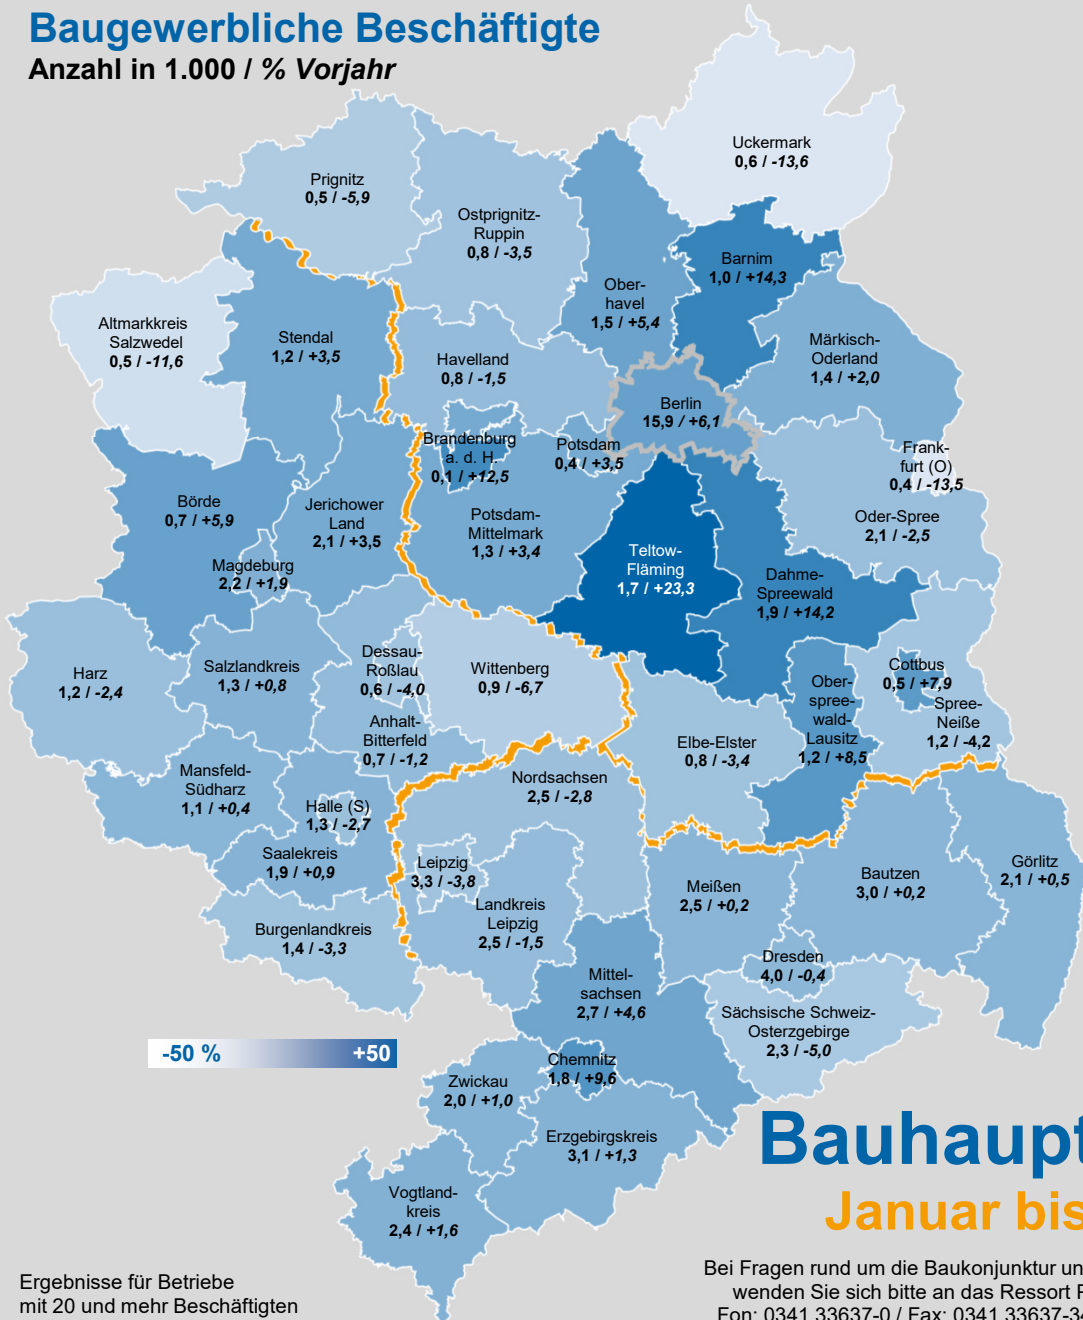 Baugewerbliche Beschäftigte
Anzahl in 1.000 / % Vorjahr
Uckermark
0,6 / -13,6
Prignitz
0,5 / -5,9
Ostprignitz-
Ruppin
0,8 / -3,5
Barnim
1,0 / +14,3
Ober-
havel
1,5 / +5,4
Altmarkkreis
Salzwedel
0,5 / -11,6
Stendal
1,2 / +3,5
Havelland
0,8 / -1,5
Märkisch-
Oderland
1,4 / +2,0
Berlin
15,9 / +6,1
Brandenburg
a. d. H.
0,1 / +12,5
Potsdam
0,4 / +3,5
Frank-
furt (O)
0,4 / -13,5
Börde
0,7 / +5,9
Jerichower
Land
2,1 / +3,5
Potsdam-
Mittelmark
1,3 / +3,4
Oder-Spree
2,1 / -2,5
Magdeburg
2,2 / +1,9
Teltow-
Fläming
1,7 / +23,3
Dahme-
Spreewald
1,9 / +14,2
Harz
1,2 / -2,4
Salzlandkreis
1,3 / +0,8
Dessau-
Roßlau
0,6 / -4,0
Wittenberg
0,9 / -6,7
Cottbus
0,5 / +7,9
Ober-
spree-
wald-
Lausitz
1,2 / +8,5
Spree-
Neiße
1,2 / -4,2
Anhalt-
Bitterfeld
0,7 / -1,2
Elbe-Elster
0,8 / -3,4
Mansfeld-
Südharz
1,1 / +0,4
Halle (S)
1,3 / -2,7
Nordsachsen
2,5 / -2,8
Saalekreis
1,9 / +0,9
Leipzig
3,3 / -3,8
Landkreis
Leipzig
2,5 / -1,5
Meißen
2,5 / +0,2
Bautzen
3,0 / +0,2
Görlitz
2,1 / +0,5
Burgenlandkreis
1,4 / -3,3
Dresden
4,0 / -0,4
Mittel-
sachsen
2,7 / +4,6
Sächsische Schweiz-
Osterzgebirge
2,3 / -5,0
-50 % +50
Chemnitz
1,8 / +9,6
Zwickau
2,0 / +1,0
Erzgebirgskreis
3,1 / +1,3
Vogtland-
kreis
2,4 / +1,6
Bauhaupt
Januar bis
Ergebnisse für Betriebe
mit 20 und mehr Beschäftigten
Bei Fragen rund um die Baukonjunktur un
wenden Sie sich bitte an das Ressort
Fon: 0341 33637-0 / Fax: 0341 33637-34